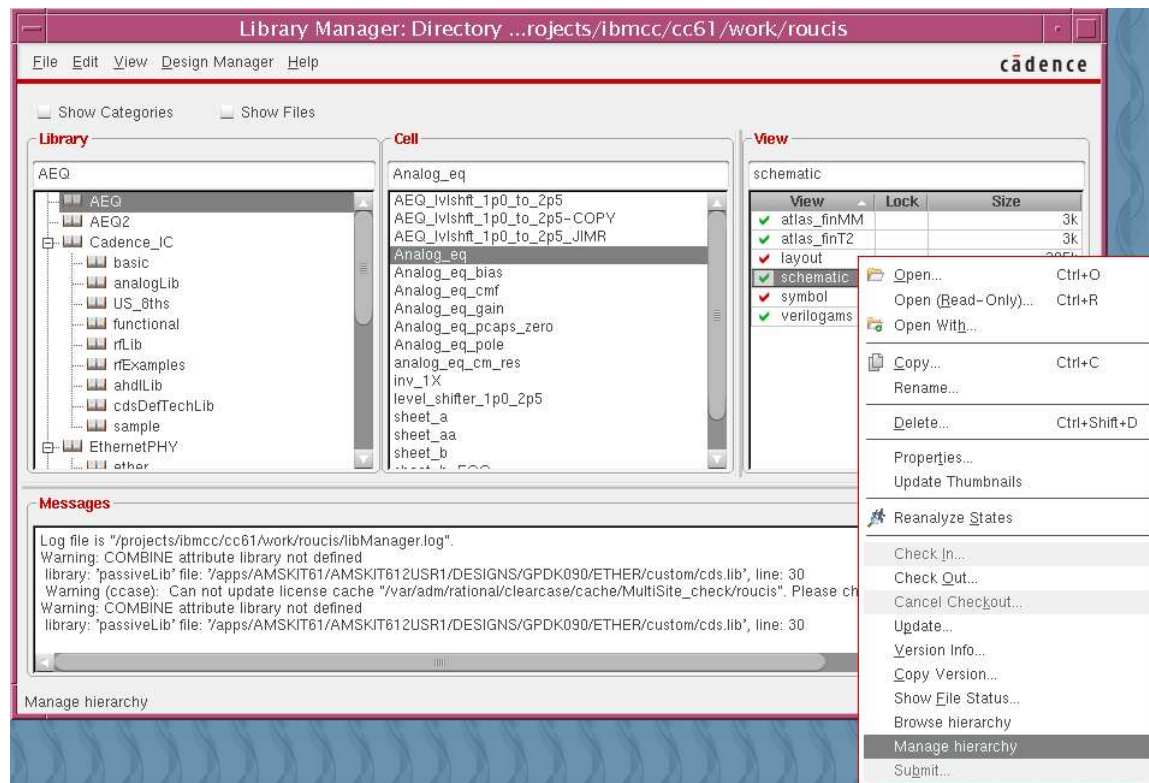 Library Manager: Directory ...rojects/ibmcc/cc61/work/roucis
File Edit View Design Manager Help
cādence
Show Categories Show Files
Library
AEQ
AEQ
AEQ2
Cadence_IC
basic
analogLib
US_8ths
functional
rfLib
rfExamples
ahdlLib
cdsDefTechLib
sample
EthernetPHY
ether
Cell
Analog_eq
AEQ_lvlshft_1p0_to_2p5
AEQ_lvlshft_1p0_to_2p5-COPY
AEQ_lvlshft_1p0_to_2p5_JIMR
Analog_eq
Analog_eq_bias
Analog_eq_cmf
Analog_eq_gain
Analog_eq_pcaps_zero
Analog_eq_pole
analog_eq_cm_res
inv_1X
level_shifter_1p0_2p5
sheet_a
sheet_aa
sheet_b
View
schematic
View Lock Size
atlas_finMM 3k
atlas_finT2 3k
layout
schematic
symbol
verilogams
Open... Ctrl+O
Open (Read-Only)... Ctrl+R
Open With...
Copy... Ctrl+C
Rename...
Delete... Ctrl+Shift+D
Properties...
Update Thumbnails
Reanalyze States
Check In...
Check Out...
Cancel Checkout...
Update...
Version Info...
Copy Version...
Show File Status...
Browse hierarchy
Manage hierarchy
Submit...
Messages
Log file is "/projects/ibmcc/cc61/work/roucis/libManager.log".
Warning: COMBINE attribute library not defined
library: 'passiveLib' file: '/apps/AMSKIT61/AMSKIT612USR1/DESIGNS/GPDK090/ETHER/custom/cds.lib', line: 30
Warning (ccase): Can not update license cache "/var/adm/rational/clearcase/cache/MultiSite_check/roucis". Please ch
Warning: COMBINE attribute library not defined
library: 'passiveLib' file: '/apps/AMSKIT61/AMSKIT612USR1/DESIGNS/GPDK090/ETHER/custom/cds.lib', line: 30
Manage hierarchy